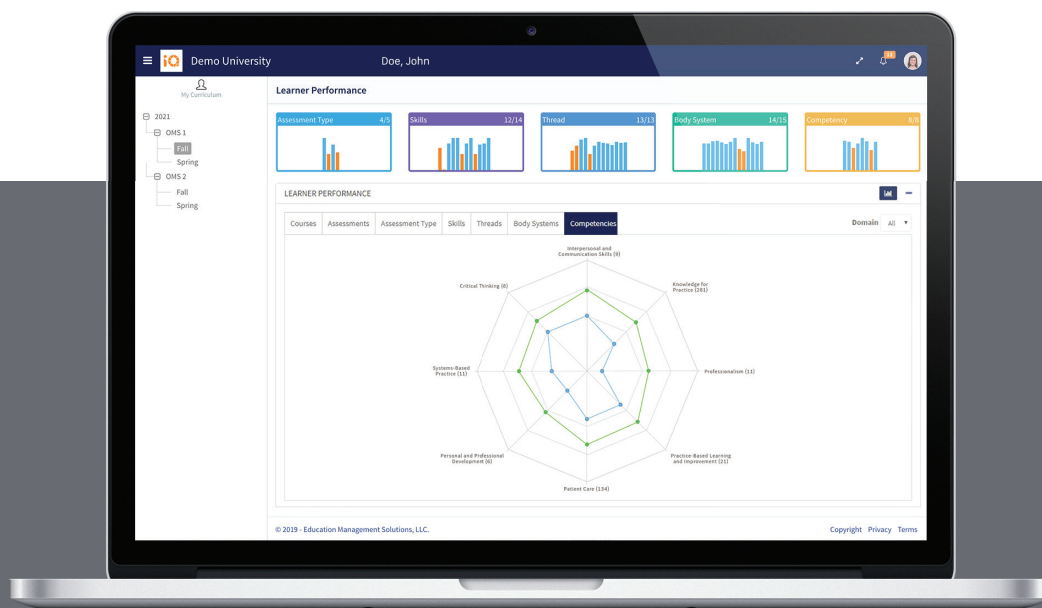 iQ Demo University
Doe, John
13
My Curriculum
2021
OMS 1
Fall
Spring
OMS 2
Fall
Spring
Learner Performance
Assessment Type 4/5
Skills 12/14
Thread 13/13
Body System 14/15
Competency 8/8
LEARNER PERFORMANCE
Courses Assessments Assessment Type Skills Threads Body Systems Competencies
Domain All
Interpersonal and
Communication Skills (9)
Critical Thinking (6)
Knowledge for
Practice (281)
Systems-Based
Practice (11)
Professionalism (11)
Personal and Professional
Development (6)
Practice-Based Learning
and Improvement (21)
Patient Care (134)
© 2019 - Education Management Solutions, LLC.
Copyright Privacy Terms